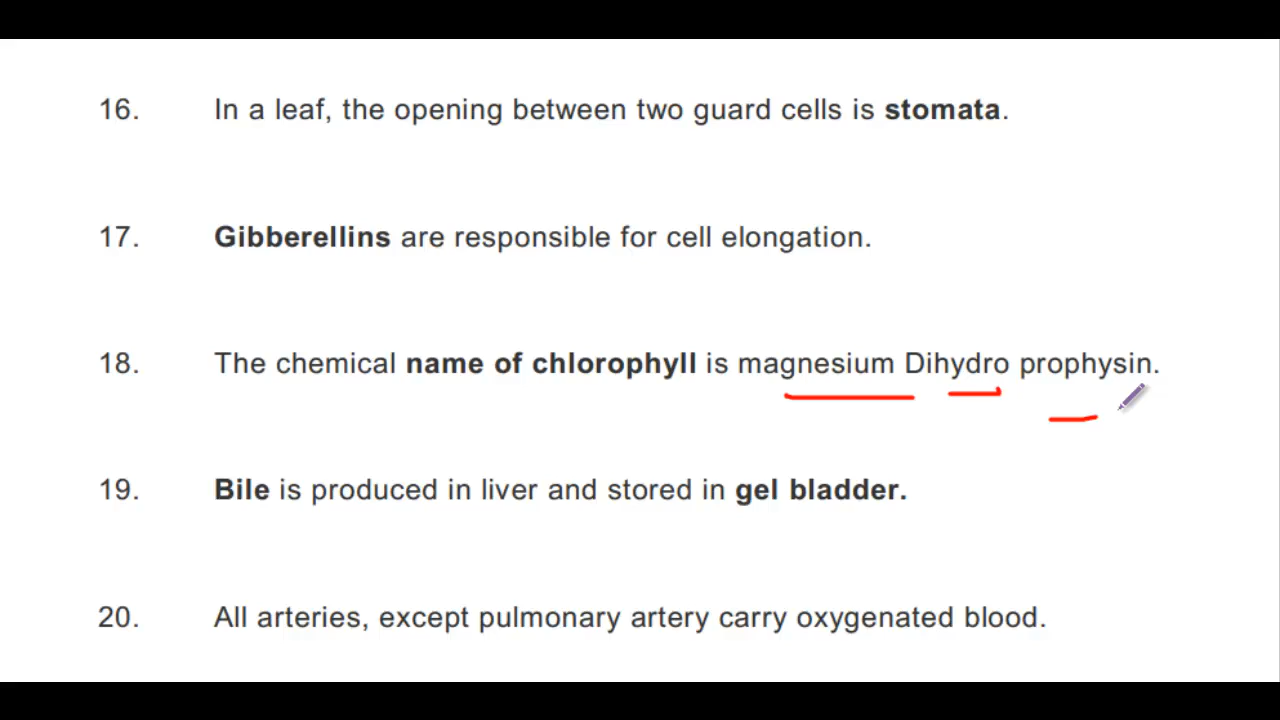 16. In a leaf, the opening between two guard cells is stomata.
17. Gibberellins are responsible for cell elongation.
18. The chemical name of chlorophyll is magnesium Dihydro prophysin.
19. Bile is produced in liver and stored in gel bladder.
20. All arteries, except pulmonary artery carry oxygenated blood.